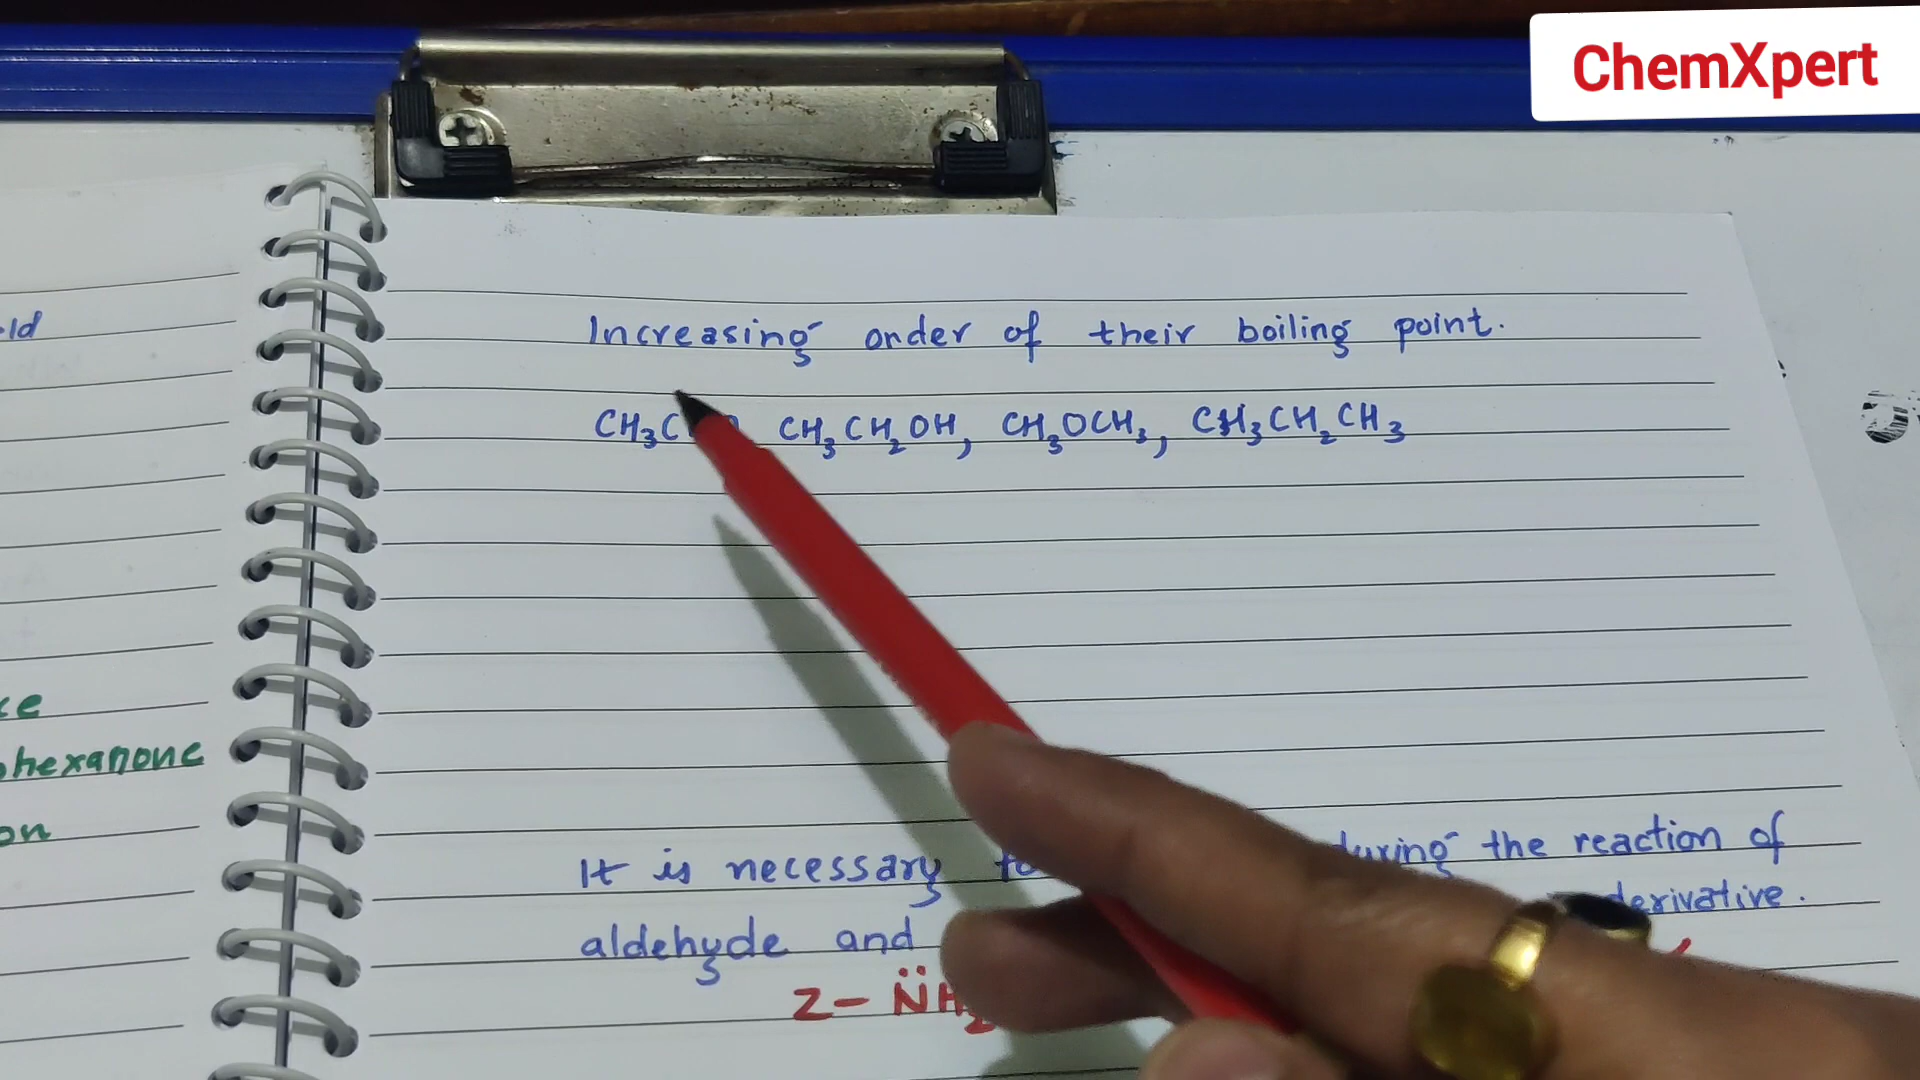 ChemXpert
Increasing order of their boiling point.
CH₃C O CH₃CH₂OH, CH₃OCH₃, CH₃CH₂CH₃
It is necessary during the reaction of
aldehyde and derivative.
Z-N̈H₂
ld
ce
hexanone
on